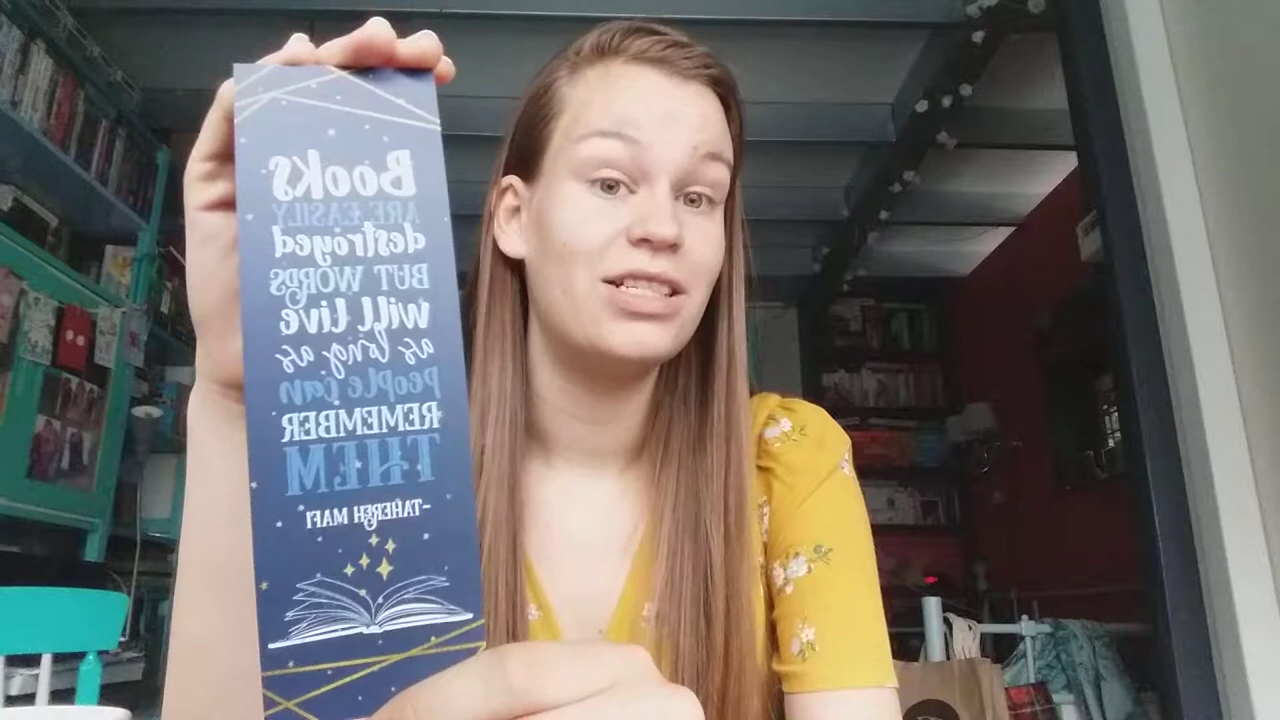 Books
ARE EASILY
destroyed
BUT WORDS
will live
as long as
people can
REMEMBER
THEM
-TAHEREH MAFI